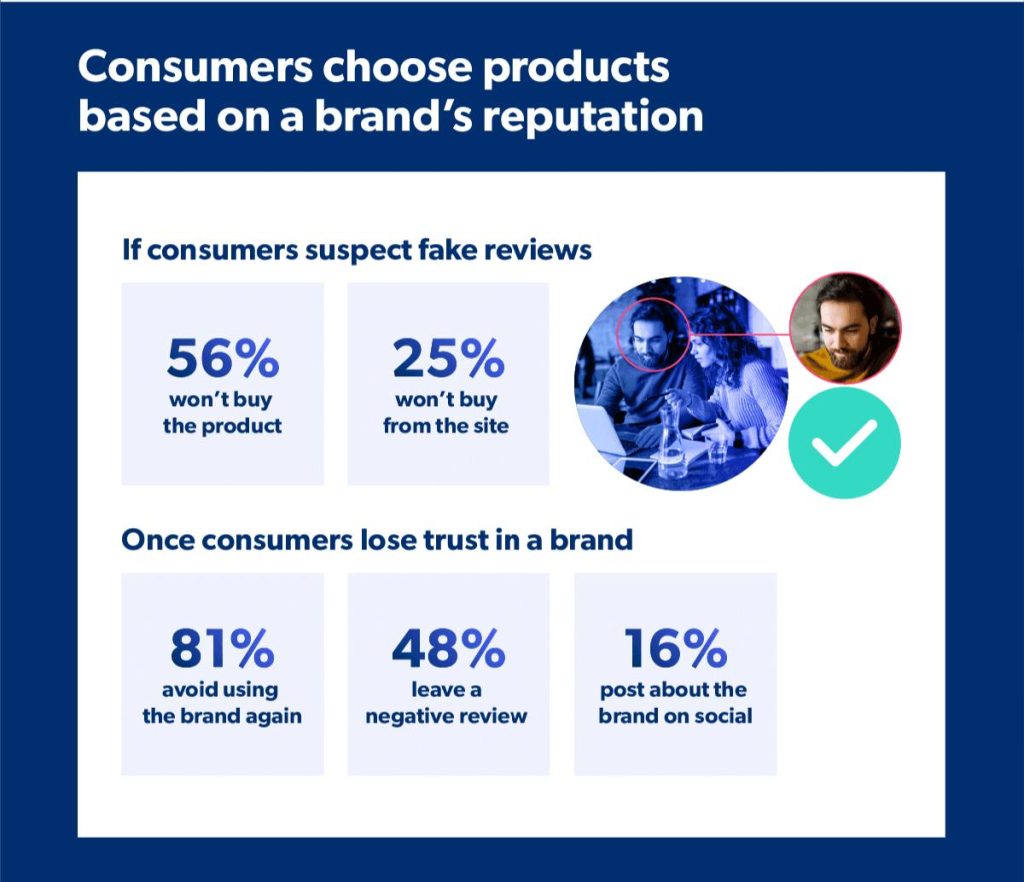 Consumers choose products
based on a brand’s reputation
If consumers suspect fake reviews
56%
won’t buy
the product
25%
won’t buy
from the site
Once consumers lose trust in a brand
81%
avoid using
the brand again
48%
leave a
negative review
16%
post about the
brand on social